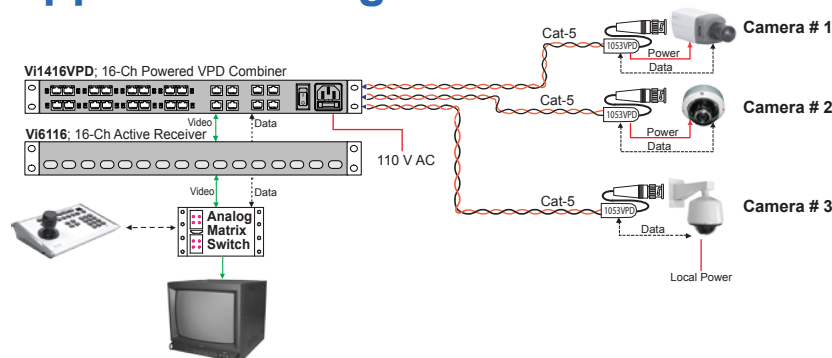 Vi1416VPD; 16-Ch Powered VPD Combiner
Video
Data
Vi6116; 16-Ch Active Receiver
110 V AC
Video
Data
Analog
Matrix
Switch
Cat-5
1053VPD
Power
Data
Camera # 1
Cat-5
1053VPD
Power
Data
Camera # 2
Cat-5
1053VPD
Data
Camera # 3
Local Power